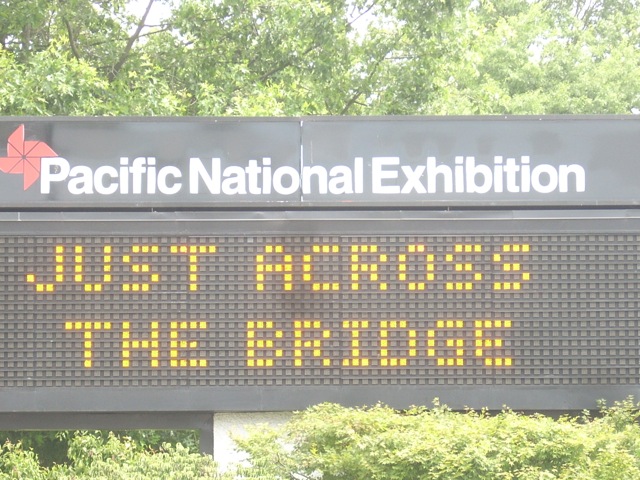 Pacific National Exhibition
JUST ACROSS
THE BRIDGE